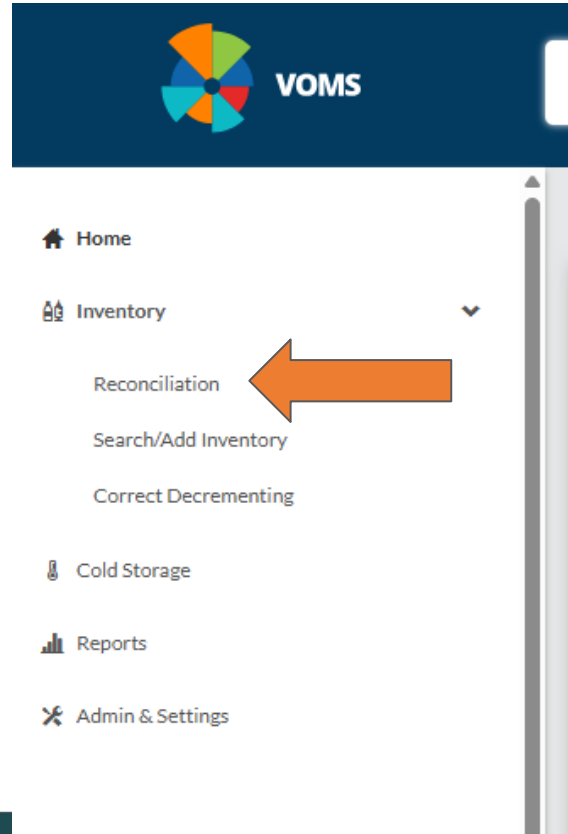 VOMS
Home
Inventory
Reconciliation
Search/Add Inventory
Correct Decrementing
Cold Storage
Reports
Admin & Settings